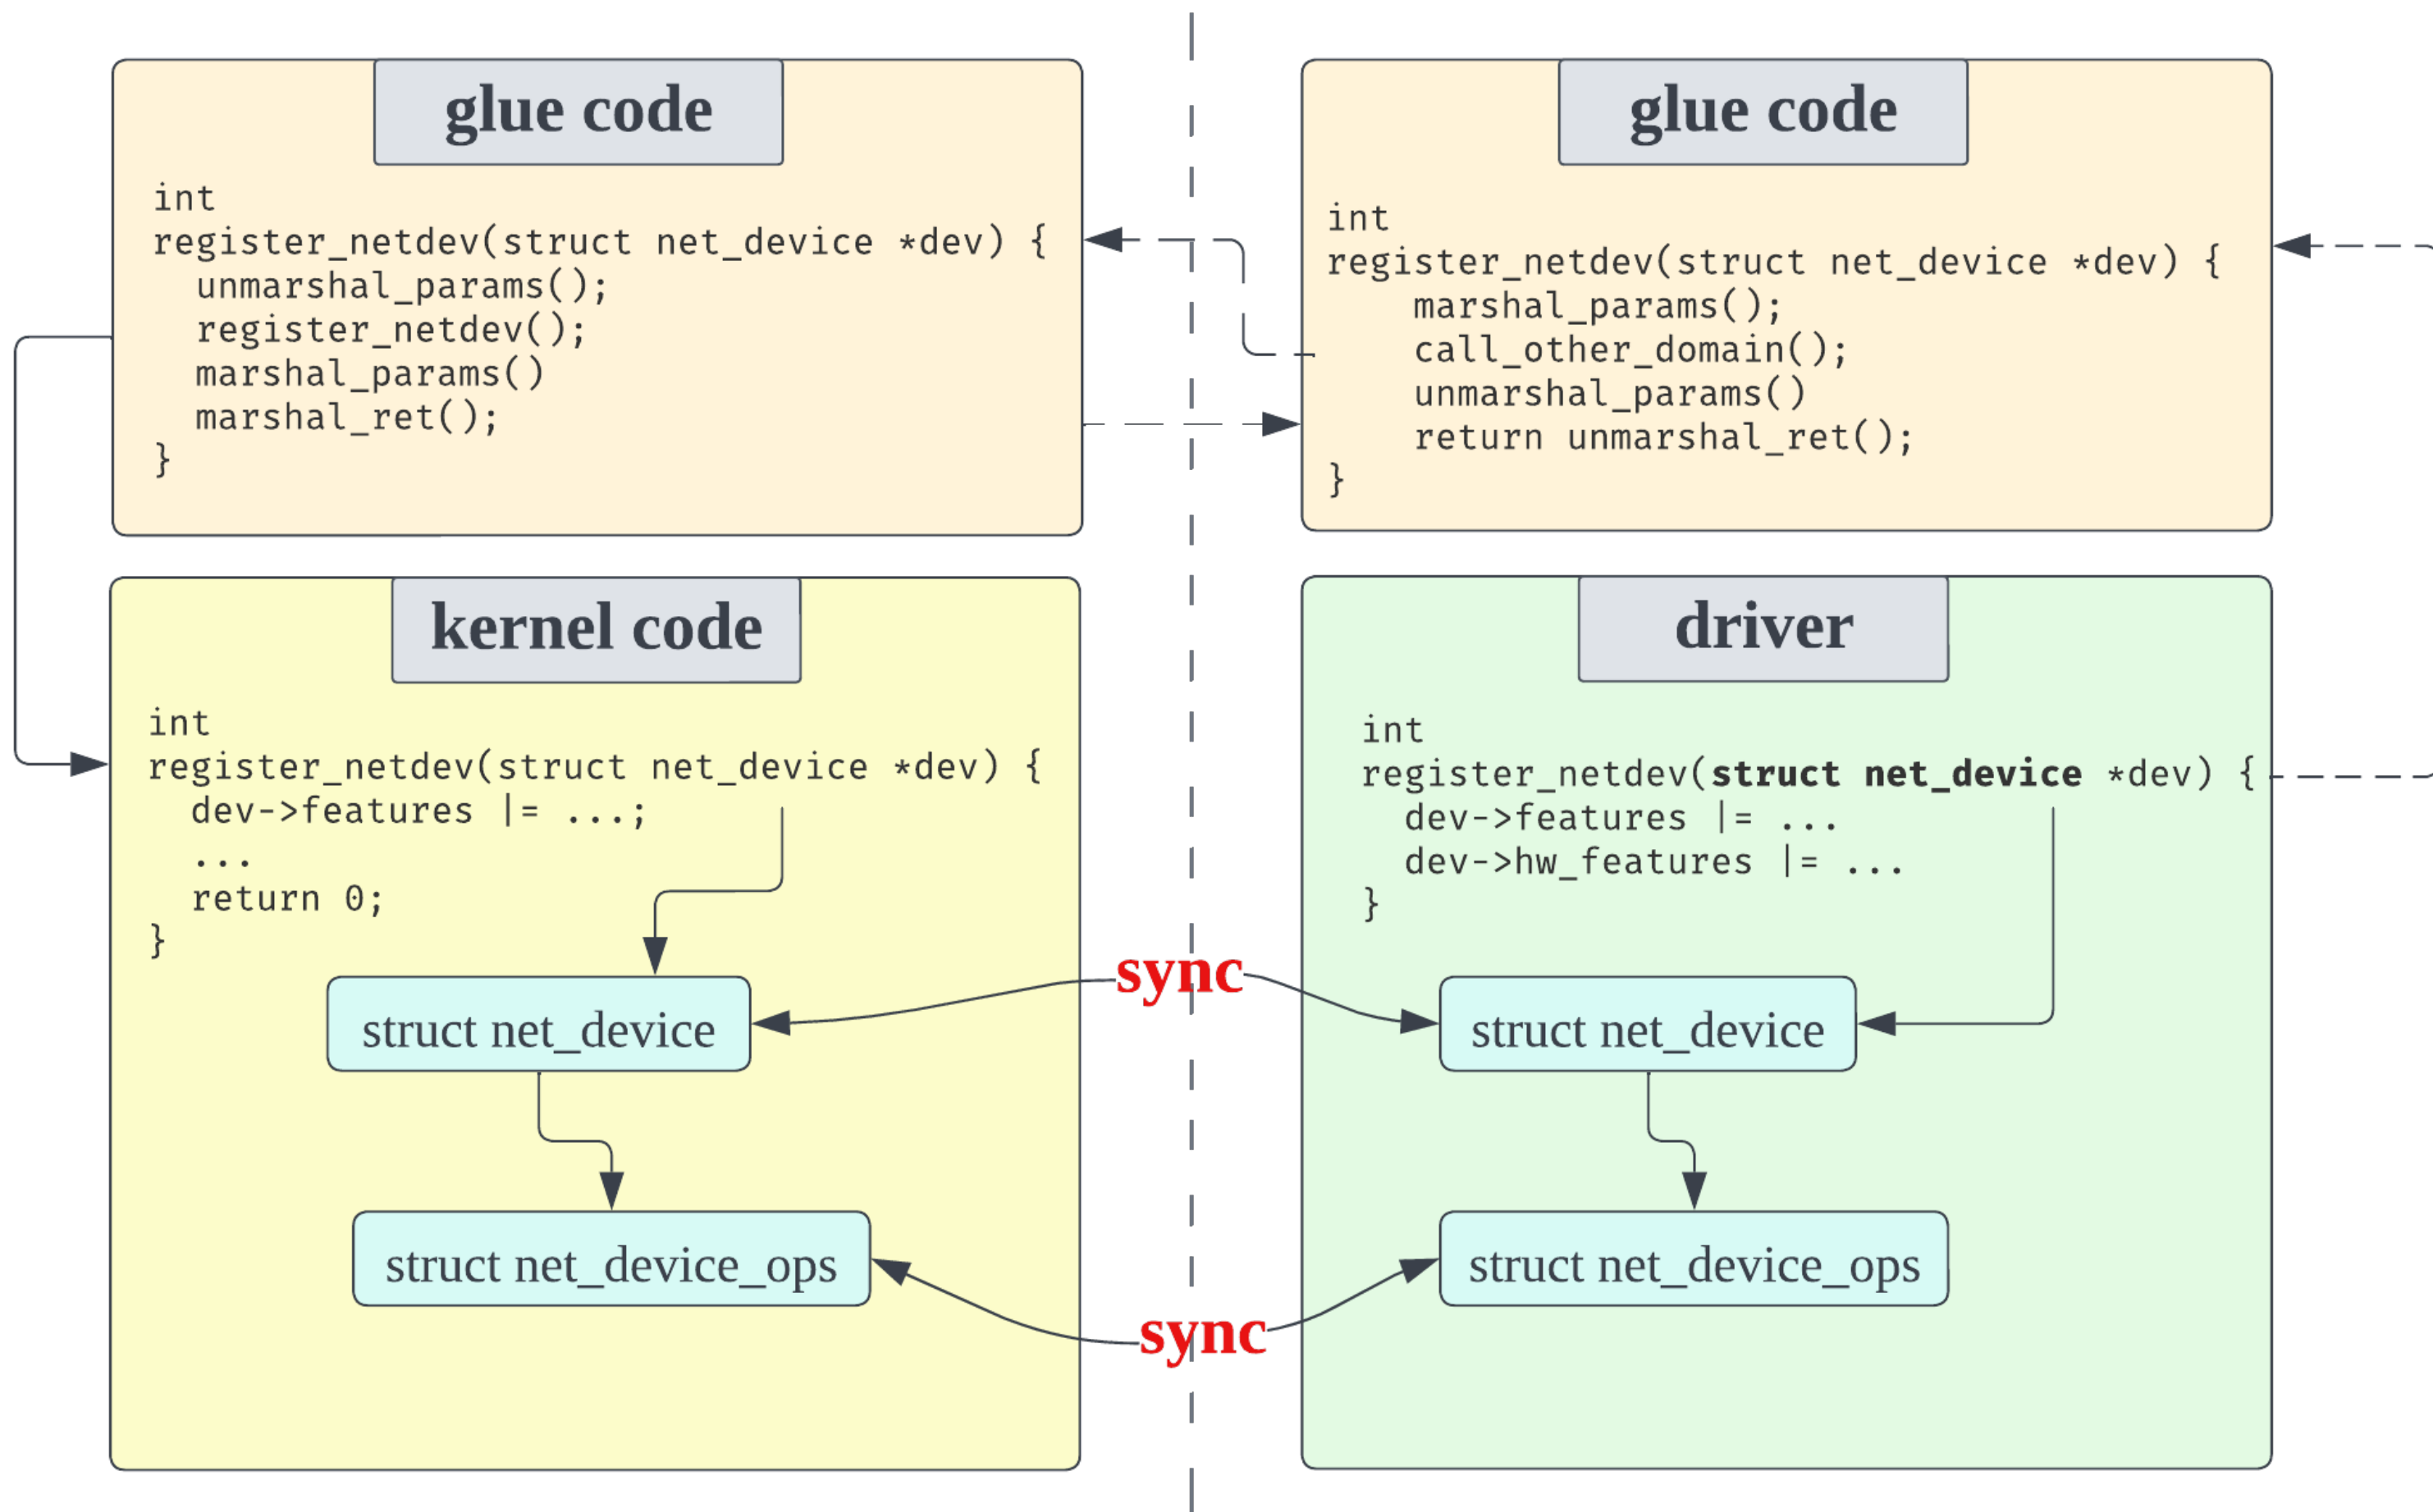 glue code
int
register_netdev(struct net_device *dev) {
  unmarshal_params();
  register_netdev();
  marshal_params()
  marshal_ret();
}
glue code
int
register_netdev(struct net_device *dev) {
    marshal_params();
    call_other_domain();
    unmarshal_params()
    return unmarshal_ret();
}
kernel code
int
register_netdev(struct net_device *dev) {
  dev->features |= ...;
  ...
  return 0;
}
struct net_device
struct net_device_ops
driver
int
register_netdev(struct net_device *dev) {
  dev->features |= ...
  dev->hw_features |= ...
}
struct net_device
struct net_device_ops
sync
sync